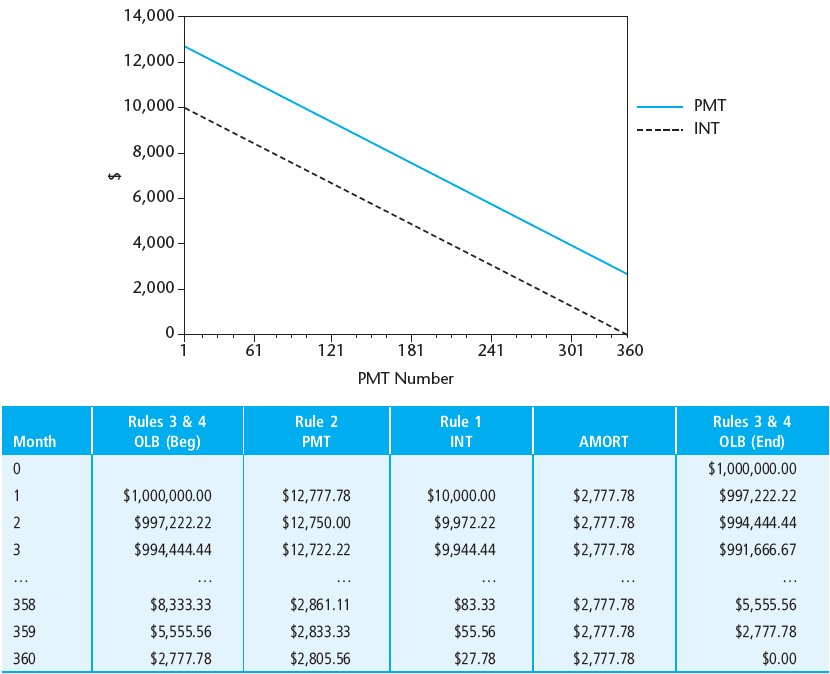 14,000
12,000
10,000
8,000
6,000
4,000
2,000
0
$
PMT
INT
1 61 121 181 241 301 360
PMT Number
Month Rules 3 & 4 OLB (Beg) Rule 2 PMT Rule 1 INT AMORT Rules 3 & 4 OLB (End)
0 $1,000,000.00
1 $1,000,000.00 $12,777.78 $10,000.00 $2,777.78 $997,222.22
2 $997,222.22 $12,750.00 $9,972.22 $2,777.78 $994,444.44
3 $994,444.44 $12,722.22 $9,944.44 $2,777.78 $991,666.67
... ... ... ... ... ...
358 $8,333.33 $2,861.11 $83.33 $2,777.78 $5,555.56
359 $5,555.56 $2,833.33 $55.56 $2,777.78 $2,777.78
360 $2,777.78 $2,805.56 $27.78 $2,777.78 $0.00